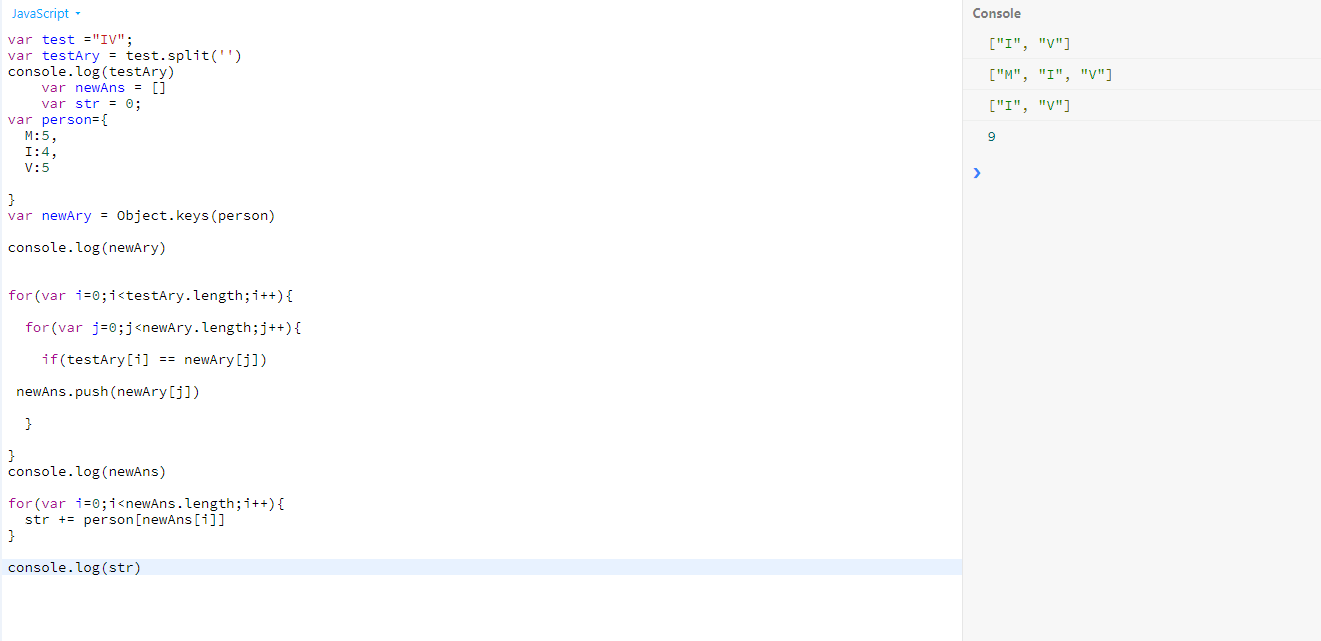 JavaScript
var test ="IV";
var testAry = test.split('')
console.log(testAry)
    var newAns = []
    var str = 0;
var person={
  M:5,
  I:4,
  V:5
}
var newAry = Object.keys(person)
console.log(newAry)
for(var i=0;i<testAry.length;i++){
  for(var j=0;j<newAry.length;j++){
    if(testAry[i] == newAry[j])
 newAns.push(newAry[j])
  }
}
console.log(newAns)
for(var i=0;i<newAns.length;i++){
  str += person[newAns[i]]
}
console.log(str)
Console
["I", "V"]
["M", "I", "V"]
["I", "V"]
9